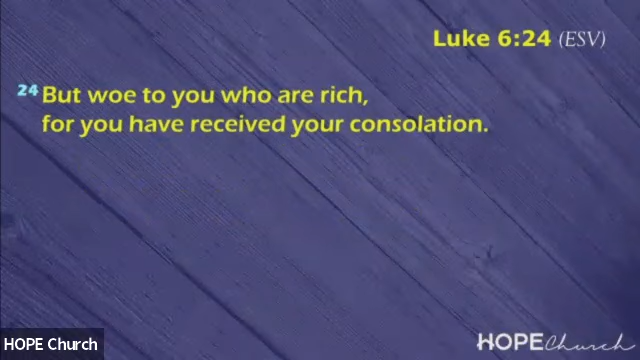 Luke 6:24 (ESV)
24 But woe to you who are rich,
for you have received your consolation.
HOPE Church
HOPE Church